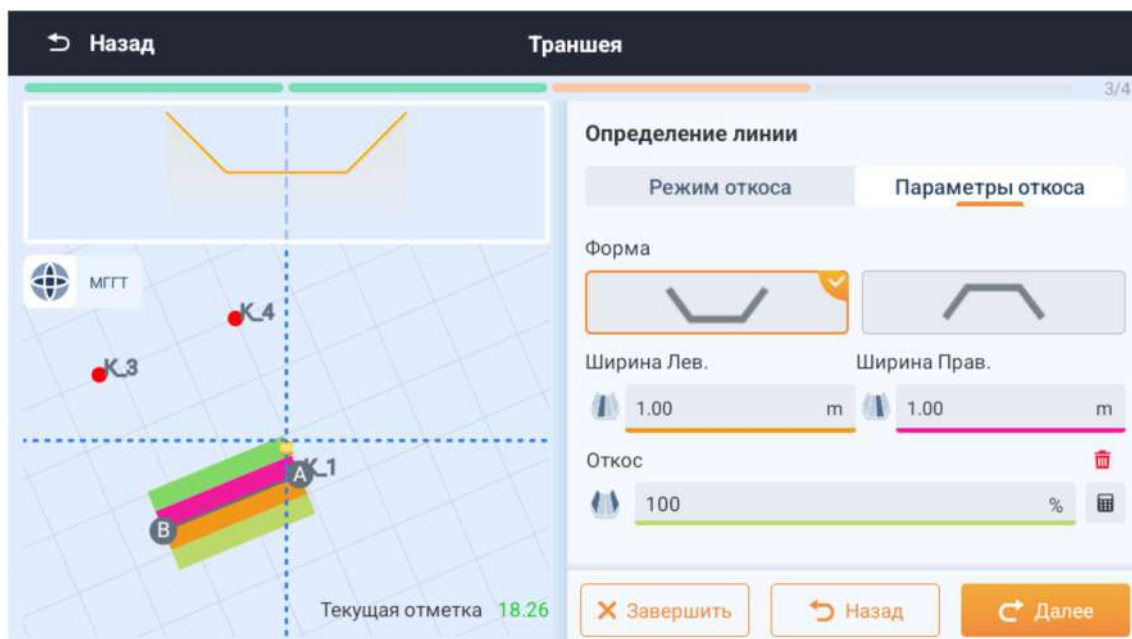 Назад
Траншея
3/4
Определение линии
Режим откоса
Параметры откоса
Форма
МГГТ
K_4
K_3
Ширина Лев.
Ширина Прав.
1.00 m
1.00 m
K_1
A
B
Откос
100 %
Текущая отметка 18.26
Завершить
Назад
Далее